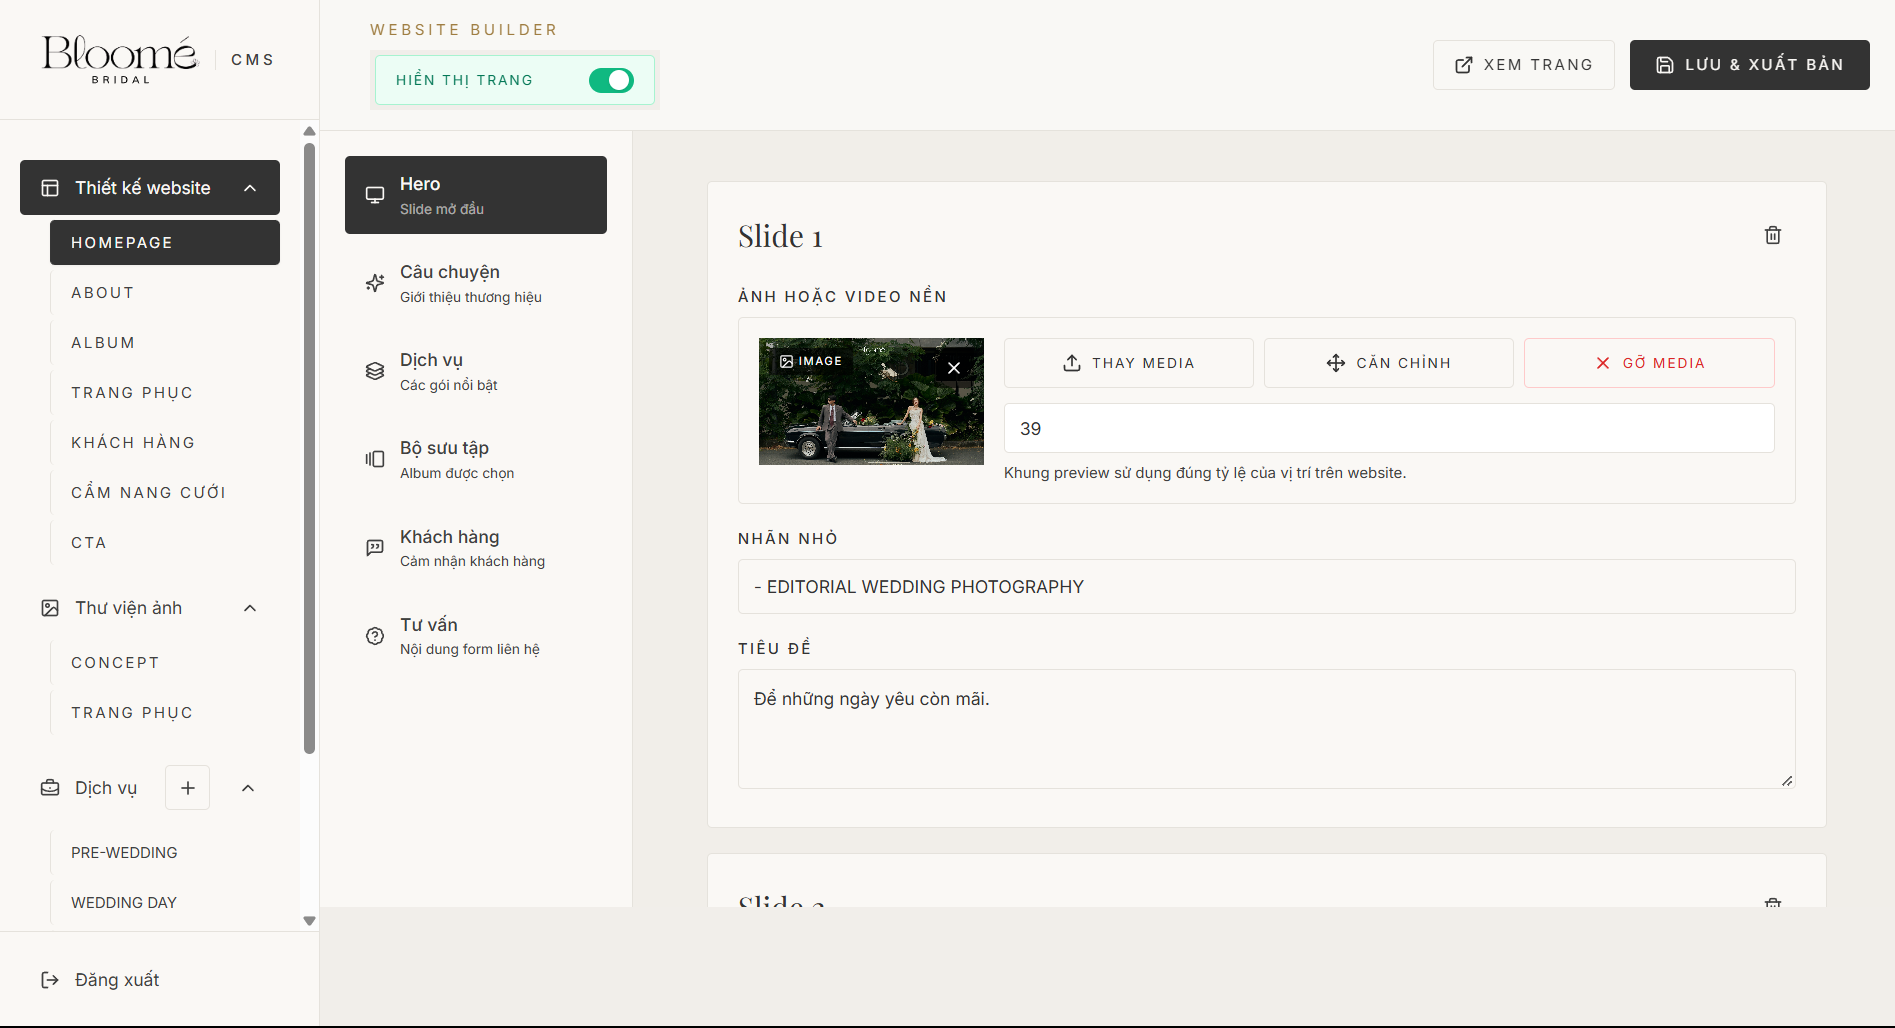 Bloomé
BRIDAL
CMS
Thiết kế website
HOMEPAGE
ABOUT
ALBUM
TRANG PHỤC
KHÁCH HÀNG
CẨM NANG CƯỚI
CTA
Thư viện ảnh
CONCEPT
TRANG PHỤC
Dịch vụ
PRE-WEDDING
WEDDING DAY
Đăng xuất
WEBSITE BUILDER
HIỂN THỊ TRANG
XEM TRANG
LƯU & XUẤT BẢN
Hero
Slide mở đầu
Câu chuyện
Giới thiệu thương hiệu
Dịch vụ
Các gói nổi bật
Bộ sưu tập
Album được chọn
Khách hàng
Cảm nhận khách hàng
Tư vấn
Nội dung form liên hệ
Slide 1
ẢNH HOẶC VIDEO NỀN
IMAGE
THAY MEDIA
CĂN CHỈNH
GỠ MEDIA
39
Khung preview sử dụng đúng tỷ lệ của vị trí trên website.
NHÃN NHỎ
- EDITORIAL WEDDING PHOTOGRAPHY
TIÊU ĐỀ
Để những ngày yêu còn mãi.
Slide 2